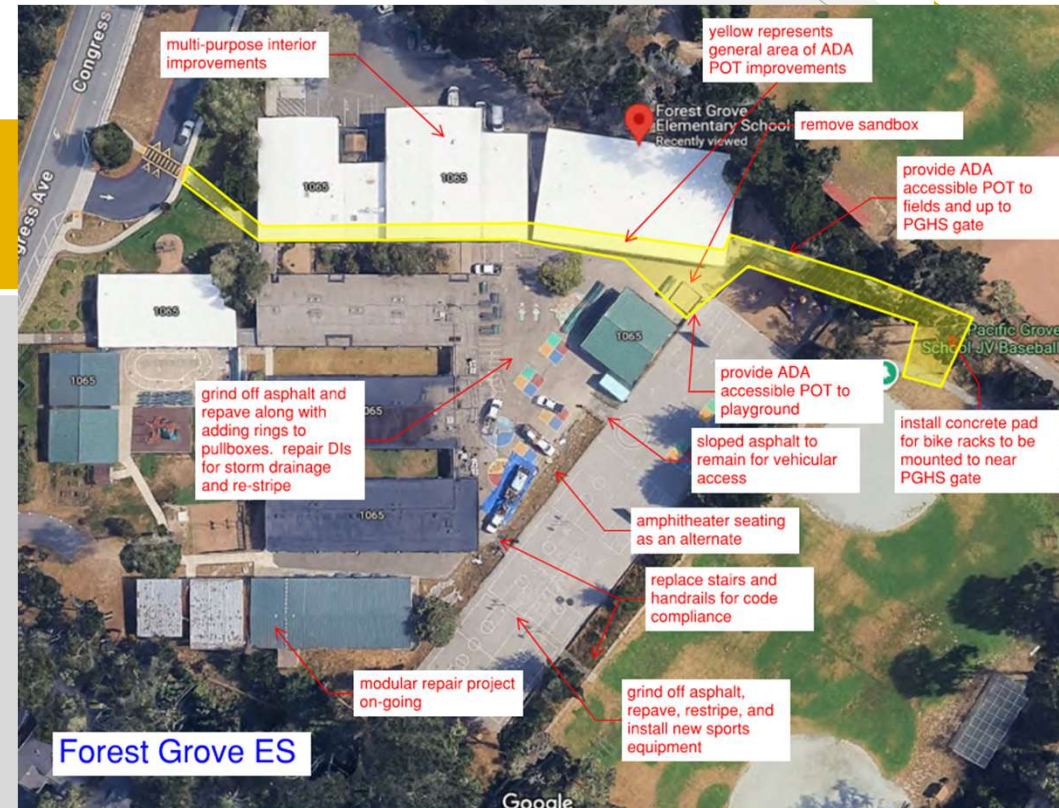 Congress
multi-purpose interior
improvements
yellow represents
general area of ADA
POT improvements
Forest Grove
Elementary School
Recently viewed
remove sandbox
provide ADA
accessible POT to
fields and up to
PGHS gate
1065
1065
1065
gress Ave
1065
1065
1065
Pacific Grove
School JV Baseball
grind off asphalt and
repave along with
adding rings to
pullboxes. repair DIs
for storm drainage
and re-stripe
065
provide ADA
accessible POT to
playground
sloped asphalt to
remain for vehicular
access
install concrete pad
for bike racks to be
mounted to near
PGHS gate
1065
amphitheater seating
as an alternate
replace stairs and
handrails for code
compliance
modular repair project
on-going
grind off asphalt,
repave, restripe, and
install new sports
equipment
Forest Grove ES
Google